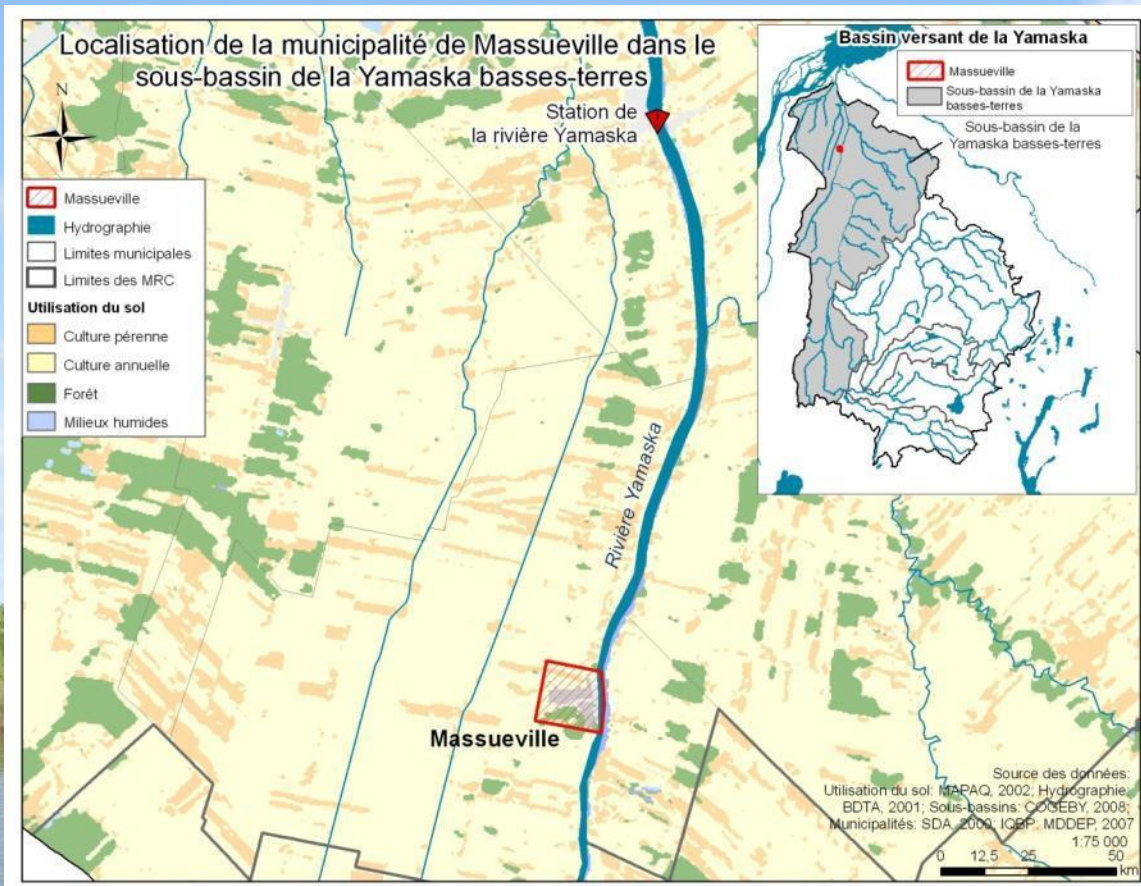 Localisation de la municipalité de Massueville dans le
sous-bassin de la Yamaska basses-terres
N
Station de
la rivière Yamaska
Massueville
Hydrographie
Limites municipales
Limites des MRC
Utilisation du sol
Culture pérenne
Culture annuelle
Forêt
Milieux humides
Bassin versant de la Yamaska
Massueville
Sous-bassin de la Yamaska
basses-terres
Sous-bassin de la
Yamaska basses-terres
Rivière Yamaska
Massueville
Source des données:
Utilisation du sol: MAPAQ, 2002; Hydrographie,
BDTA, 2001; Sous-bassins: COGEBY, 2008;
Municipalités: SDA, 2000; IQBP: MDDEP, 2007
1:75 000
0 12,5 25 50
km